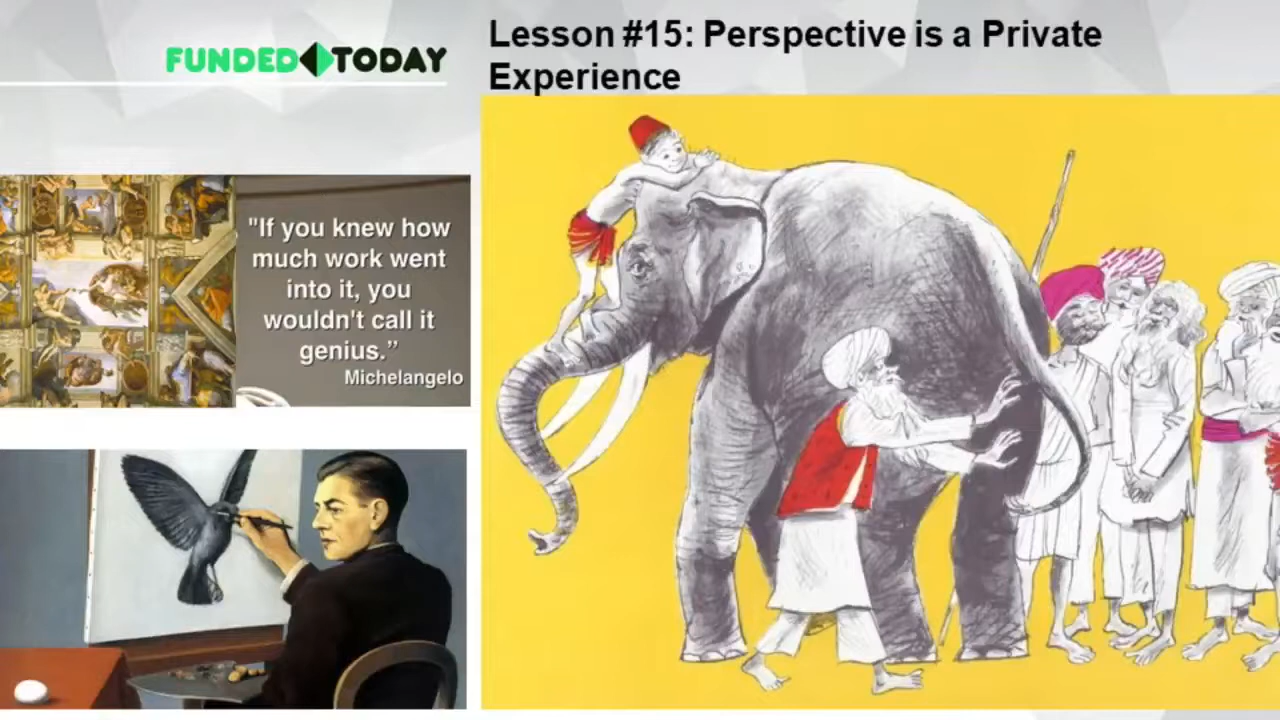 FUNDED TODAY
Lesson #15: Perspective is a Private
Experience
"If you knew how
much work went
into it, you
wouldn't call it
genius.”
Michelangelo